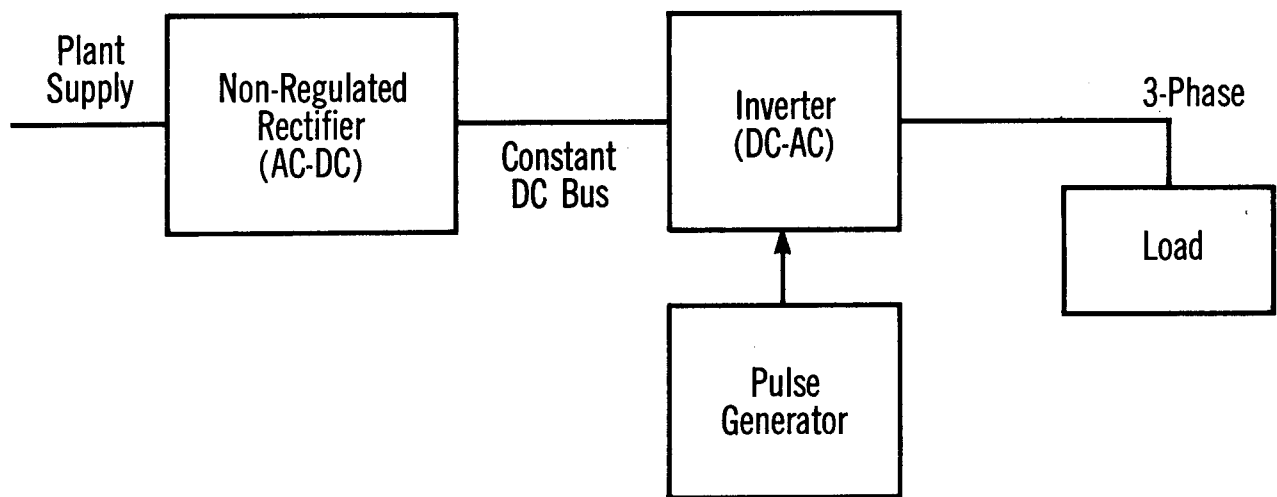 Plant
Supply
Non-Regulated
Rectifier
(AC-DC)
Constant
DC Bus
Inverter
(DC-AC)
3-Phase
Load
Pulse
Generator